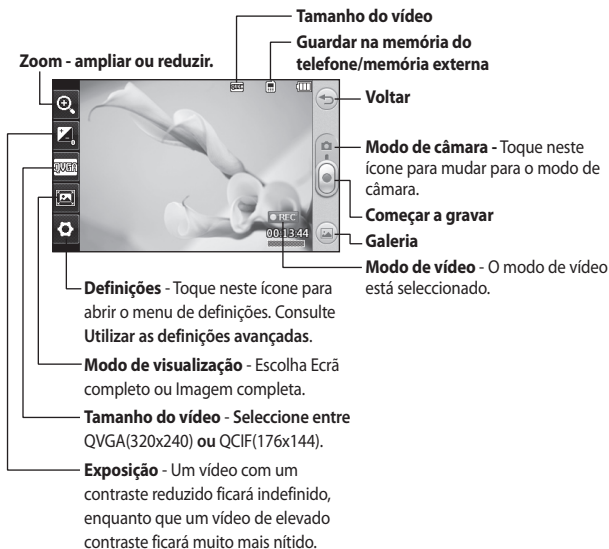 Tamanho do vídeo
Guardar na memória do
telefone/memória externa
Zoom - ampliar ou reduzir.
Voltar
Modo de câmara - Toque neste
ícone para mudar para o modo de
câmara.
Começar a gravar
Galeria
Modo de vídeo - O modo de vídeo
está seleccionado.
QVGA
REC
00:13:44
Definições - Toque neste ícone para
abrir o menu de definições. Consulte
Utilizar as definições avançadas.
Modo de visualização - Escolha Ecrã
completo ou Imagem completa.
Tamanho do vídeo - Seleccione entre
QVGA(320x240) ou QCIF(176x144).
Exposição - Um vídeo com um
contraste reduzido ficará indefinido,
enquanto que um vídeo de elevado
contraste ficará muito mais nítido.